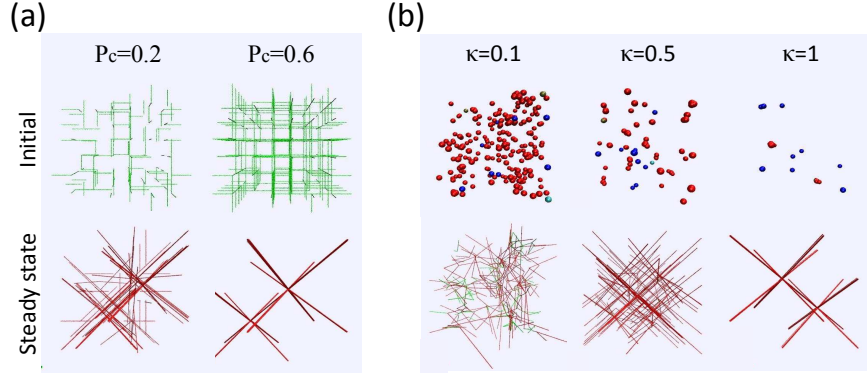 (a)
(b)
Pc=0.2
Pc=0.6
κ=0.1
κ=0.5
κ=1
Initial
Steady state